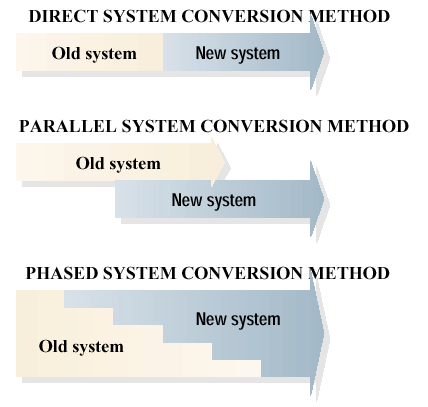 DIRECT SYSTEM CONVERSION METHOD
Old system
New system
PARALLEL SYSTEM CONVERSION METHOD
Old system
New system
PHASED SYSTEM CONVERSION METHOD
New system
Old system